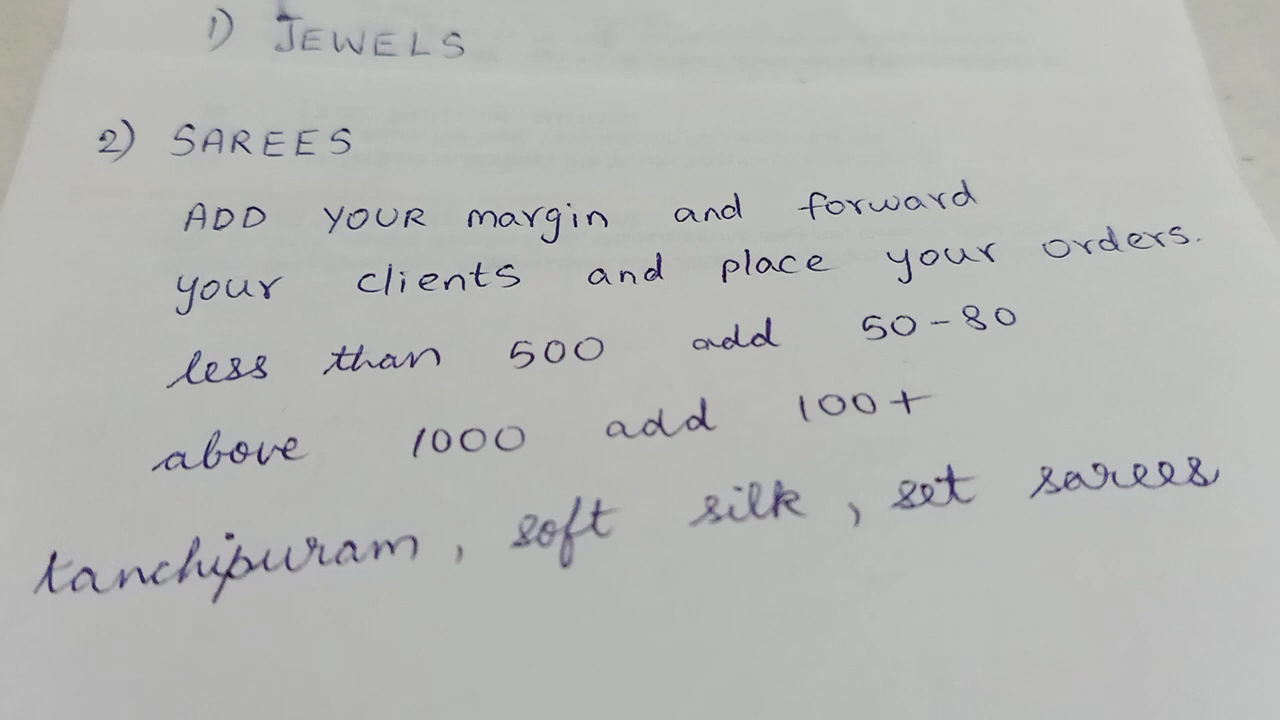 1) JEWELS
2) SAREES
ADD YOUR margin and forward
your clients and place your orders.
less than 500 add 50-80
above 1000 add 100+
kanchipuram, soft silk, set sarees